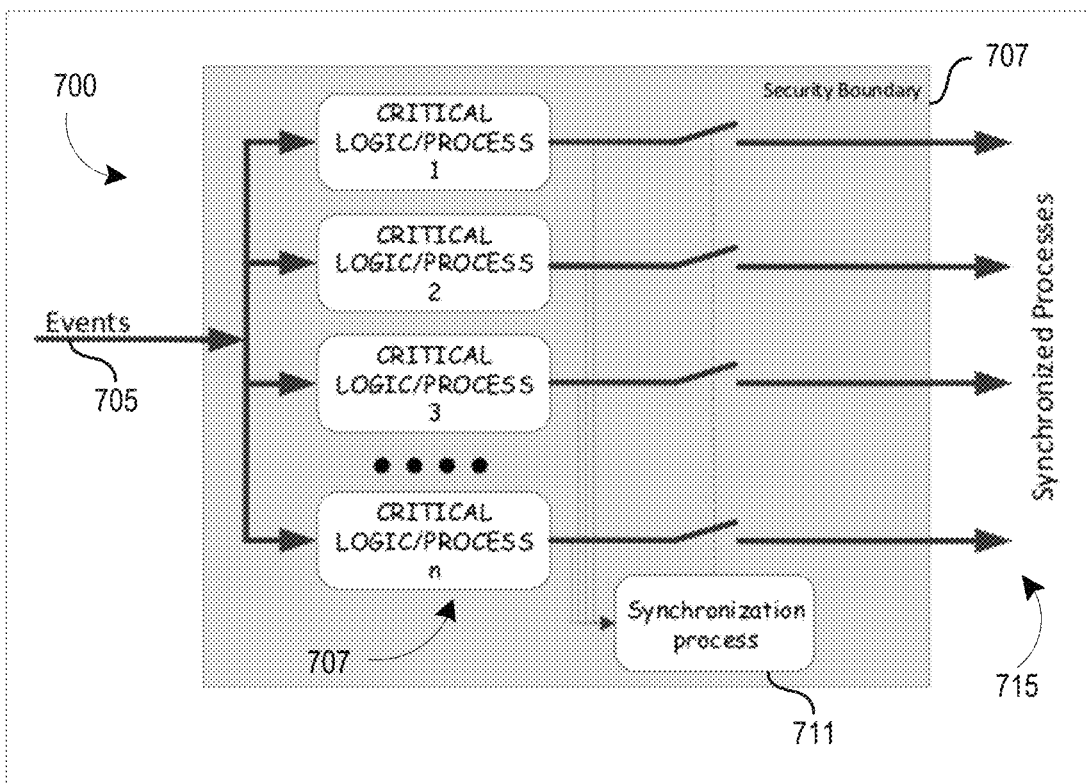 707
700
Security Boundary
CRITICAL
LOGIC/PROCESS
1
CRITICAL
LOGIC/PROCESS
2
Events
705
CRITICAL
LOGIC/PROCESS
3
CRITICAL
LOGIC/PROCESS
n
Synchronized Processes
Synchronization
process
707
711
715